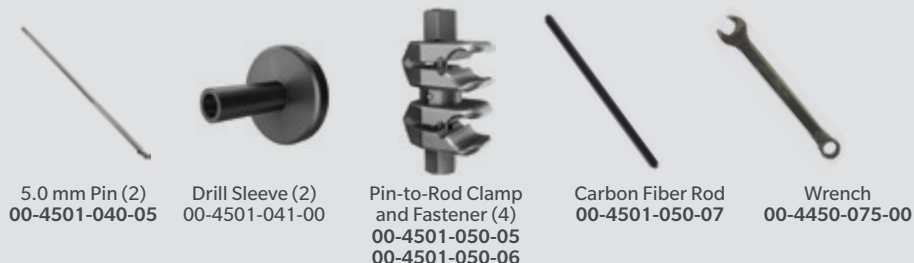 5.0 mm Pin (2)
00-4501-040-05
Drill Sleeve (2)
00-4501-041-00
Pin-to-Rod Clamp
and Fastener (4)
00-4501-050-05
00-4501-050-06
Carbon Fiber Rod
00-4501-050-07
Wrench
00-4450-075-00